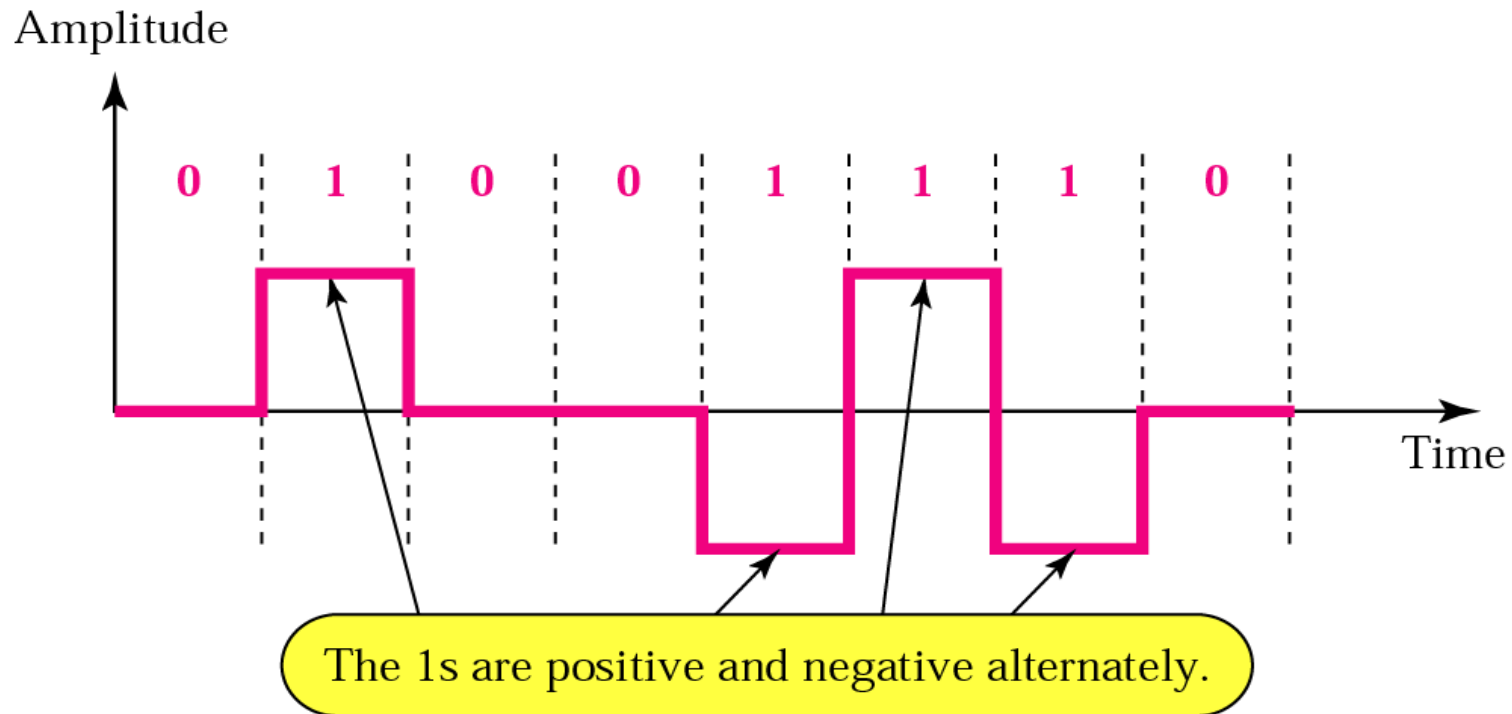 Amplitude
0 1 0 0 1 1 1 0
Time
The 1s are positive and negative alternately.